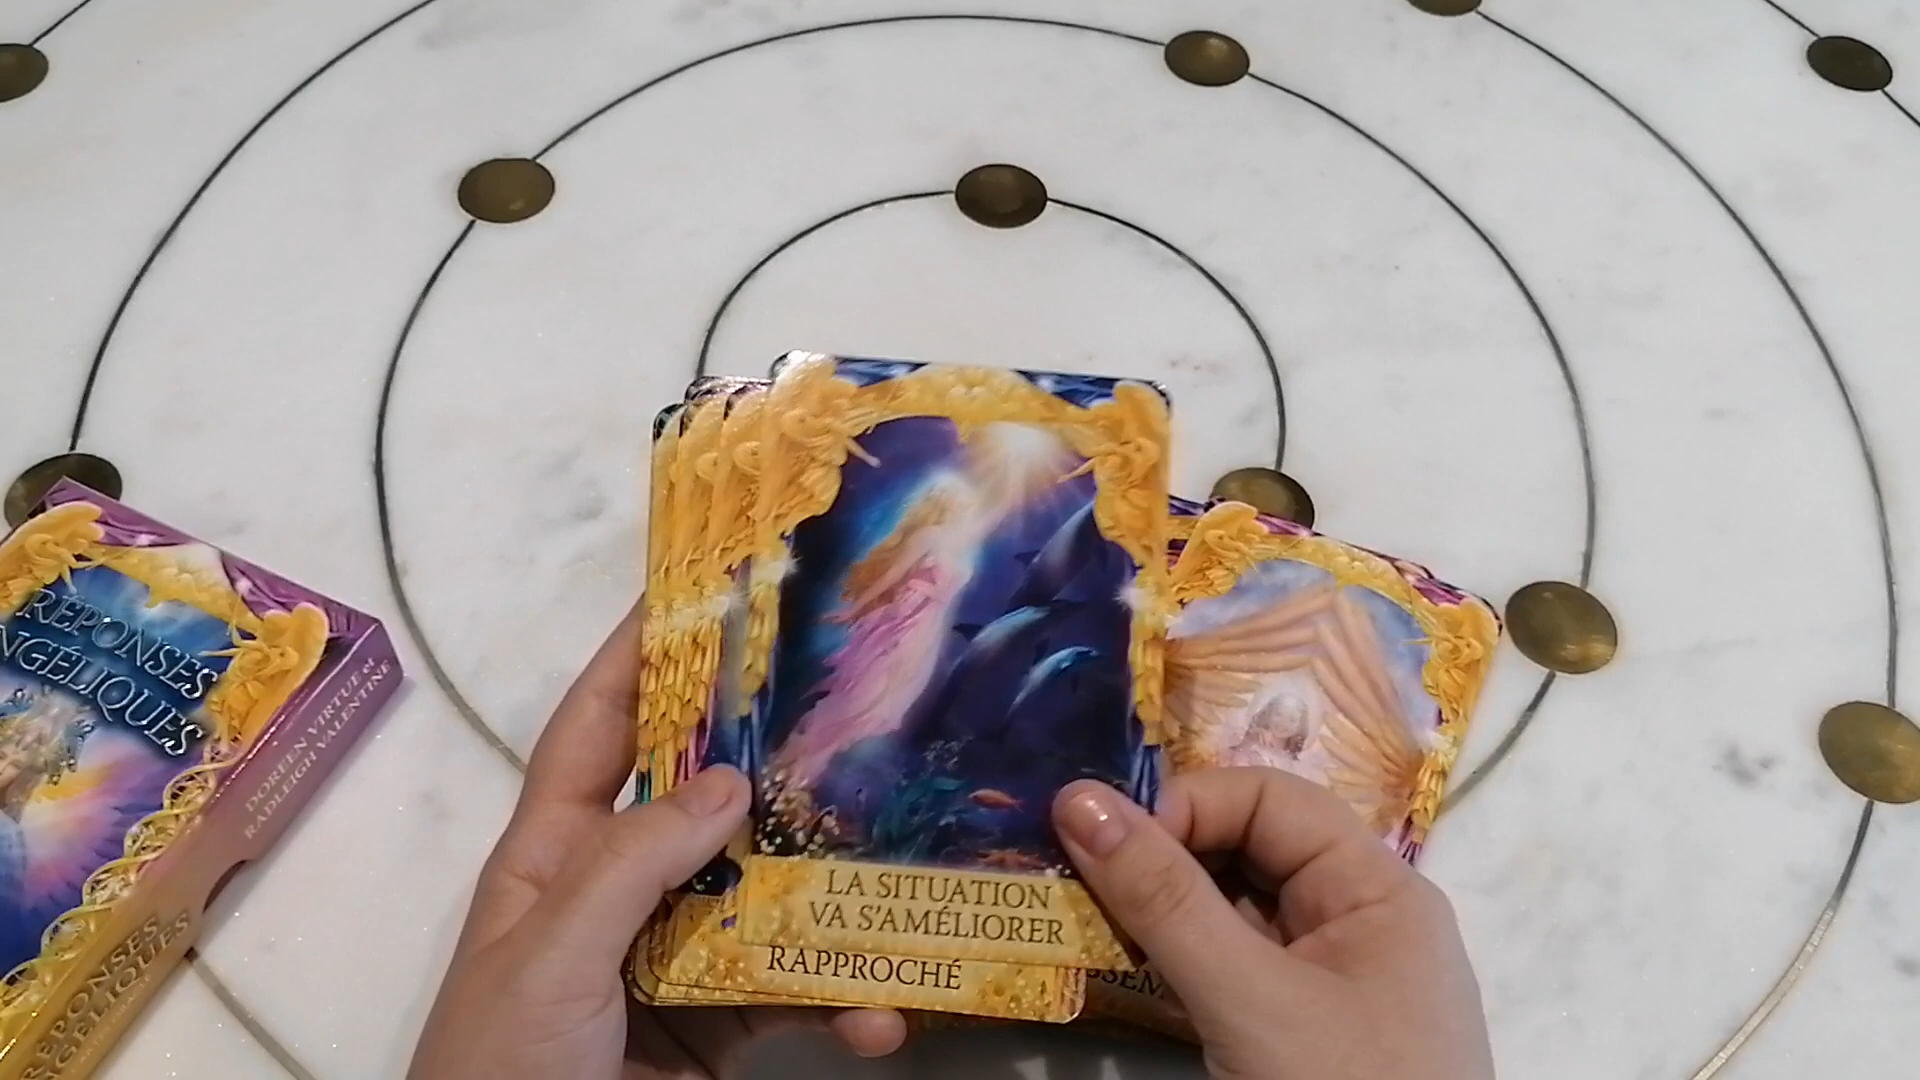 RÉPONSES
ANGÉLIQUES
DOREEN VIRTUE et
RADLEIGH VALENTINE
RÉPONSES
ANGÉLIQUES
LA SITUATION
VA S'AMÉLIORER
RAPPROCHÉ